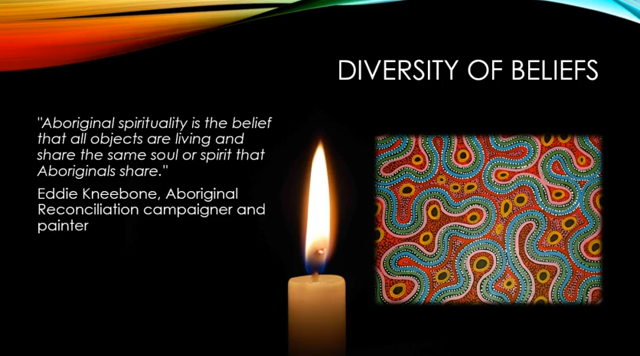 DIVERSITY OF BELIEFS
"Aboriginal spirituality is the belief
that all objects are living and
share the same soul or spirit that
Aboriginals share."
Eddie Kneebone, Aboriginal
Reconciliation campaigner and
painter